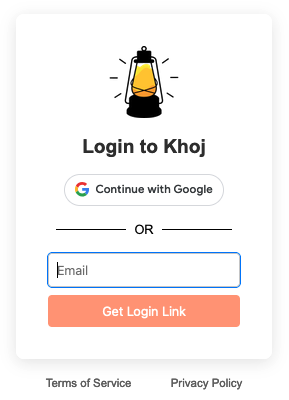 Login to Khoj
Continue with Google
OR
Email
Get Login Link
Terms of Service
Privacy Policy